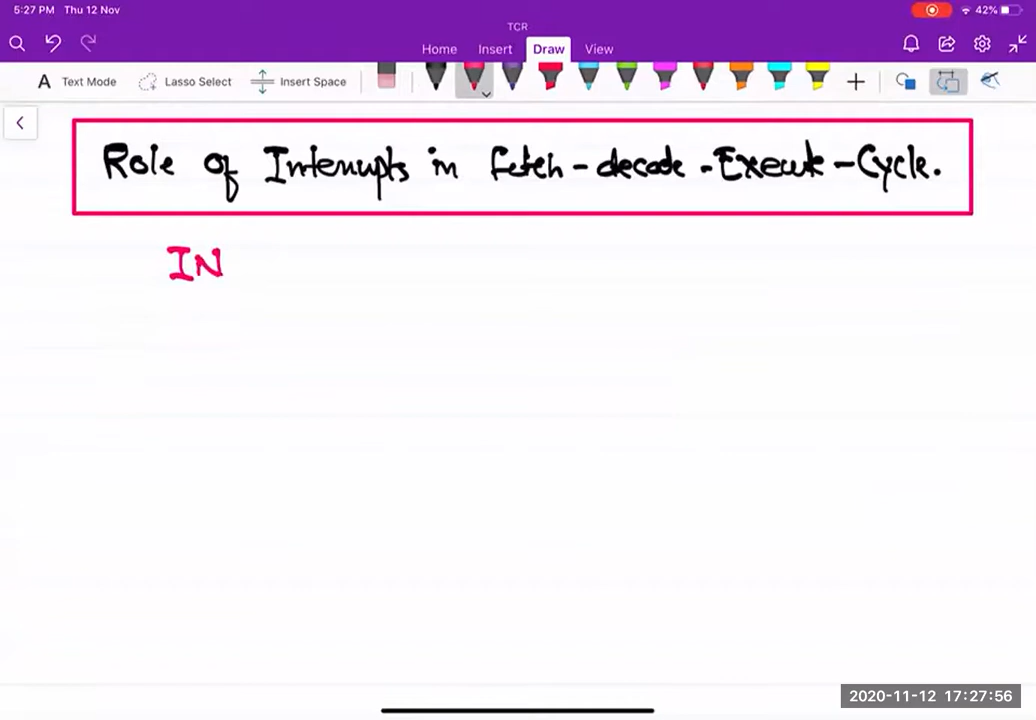 5:27 PM Thu 12 Nov 42%
TCR
Home Insert Draw View
A Text Mode Lasso Select Insert Space
Role of Interrupts in Fetch-decode-Execute-Cycle.
IN
2020-11-12 17:27:56